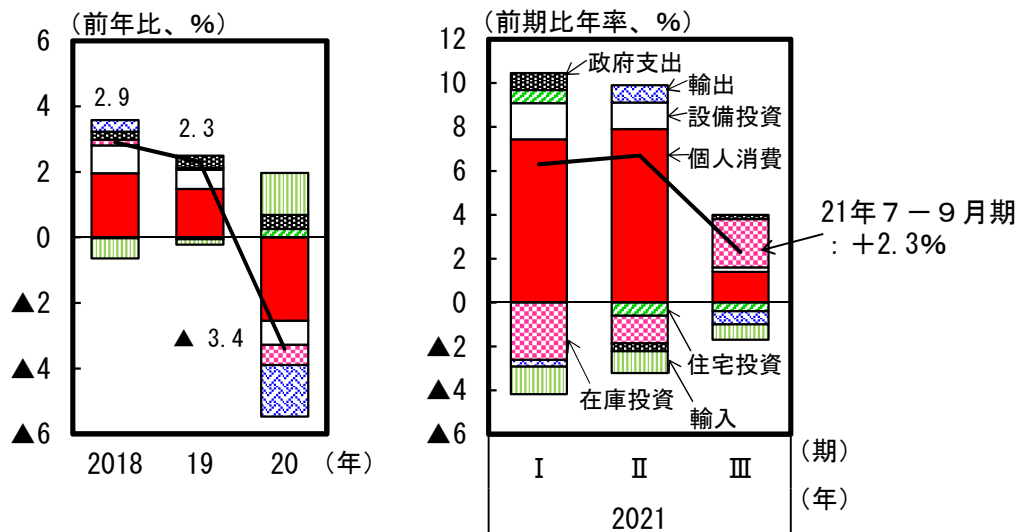 （前年比、％）
6
4
2
0
▲2
▲4
▲6
2.9
2.3
▲ 3.4
2018
19
20
（年）
（前期比年率、％）
12
10
8
6
4
2
0
▲2
▲4
▲6
政府支出
輸出
設備投資
個人消費
21年７－９月期
：＋2.3％
住宅投資
在庫投資
輸入
Ⅰ
Ⅱ
Ⅲ
（期）
（年）
2021